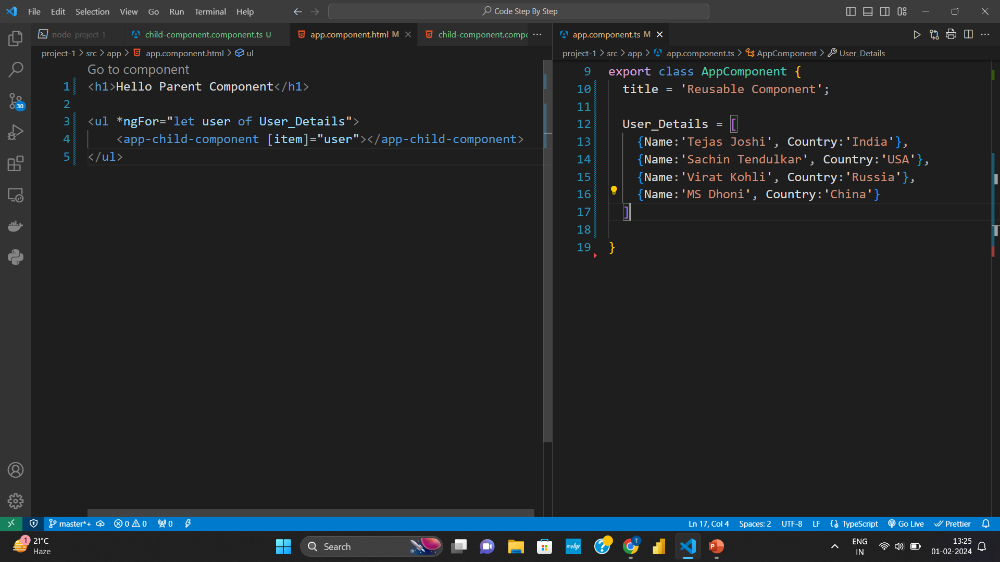 File Edit Selection View Go Run Terminal Help
Code Step By Step
node project-1
child-component.component.ts U
app.component.html M
child-component.compc
app.component.ts M
project-1 > src > app > app.component.html > ul
project-1 > src > app > app.component.ts > AppComponent > User_Details
Go to component
1 <h1>Hello Parent Component</h1>
2
3 <ul *ngFor="let user of User_Details">
4 <app-child-component [item]="user"></app-child-component>
5 </ul>
9 export class AppComponent {
10 title = 'Reusable Component';
11
12 User_Details = [
13 {Name:'Tejas Joshi', Country:'India'},
14 {Name:'Sachin Tendulkar', Country:'USA'},
15 {Name:'Virat Kohli', Country:'Russia'},
16 {Name:'MS Dhoni', Country:'China'}
17 ]
18
19 }
30
master*+ 0 0 0
Ln 17, Col 4 Spaces: 2 UTF-8 LF TypeScript Go Live Prettier
1
21°C
Haze
Search
myhp
T
P
ENG
IN
13:25
01-02-2024